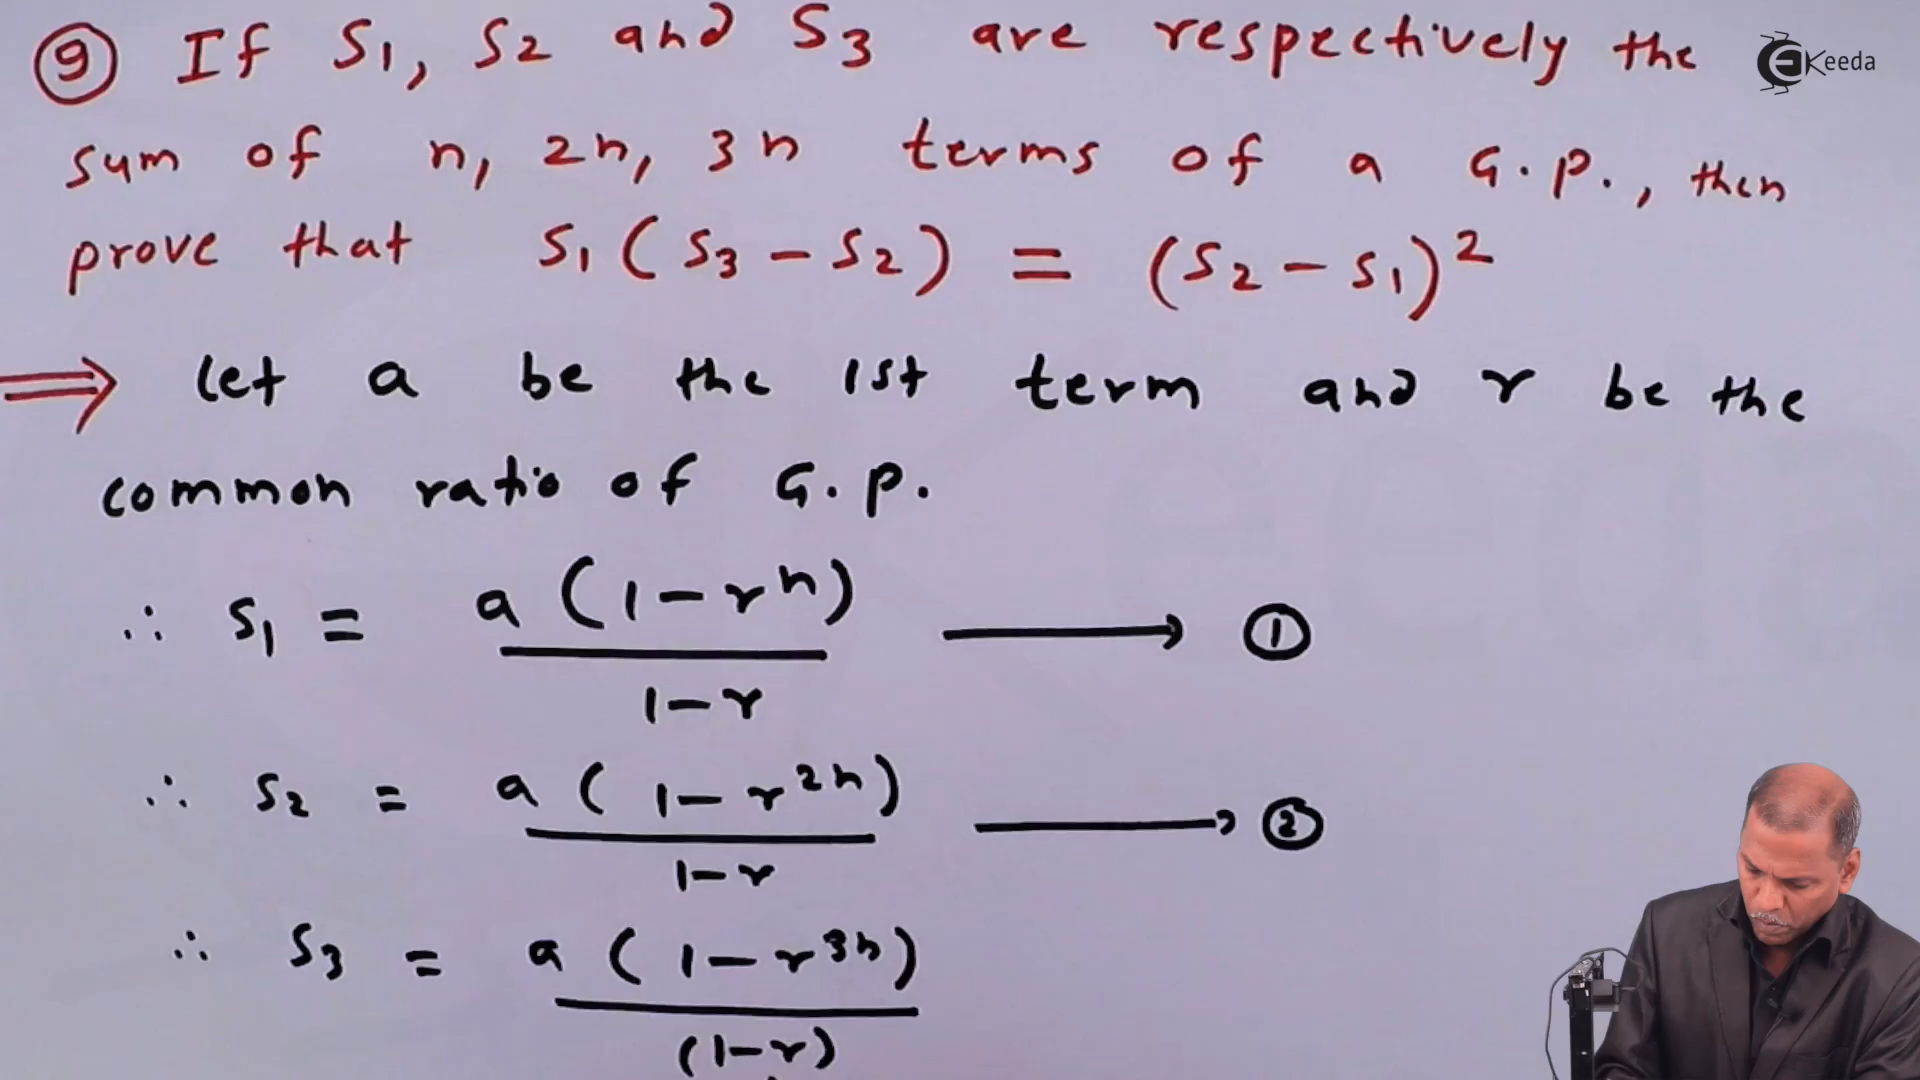 ⑨ If S₁, S₂ and S₃ are respectively the
EKeeda
sum of n, 2n, 3n terms of a G.P., then
prove that S₁(S₃ - S₂) = (S₂ - S₁)²
⇒ let a be the 1st term and r be the
common ratio of G.P.
∴ S₁ = a(1-rⁿ) / 1-r ⟶ ①
∴ S₂ = a(1-r²ⁿ) / 1-r ⟶ ②
∴ S₃ = a(1-r³ⁿ) / (1-r)